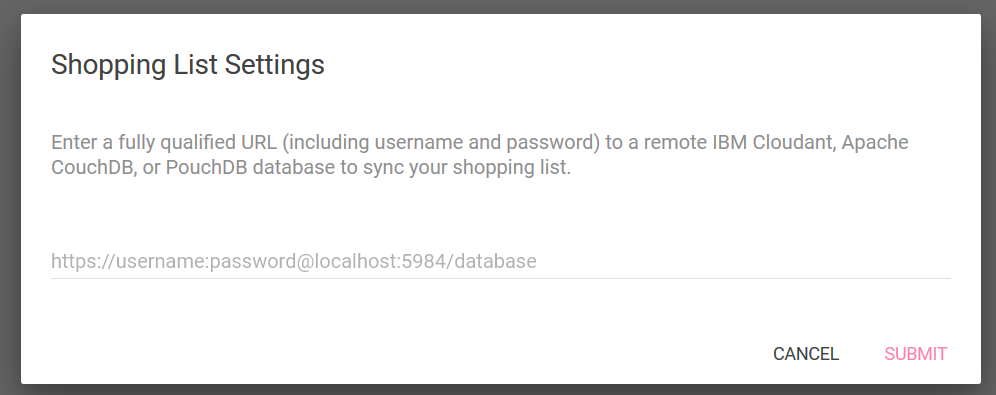 Shopping List Settings
Enter a fully qualified URL (including username and password) to a remote IBM Cloudant, Apache
CouchDB, or PouchDB database to sync your shopping list.
https://username:password@localhost:5984/database
CANCEL SUBMIT